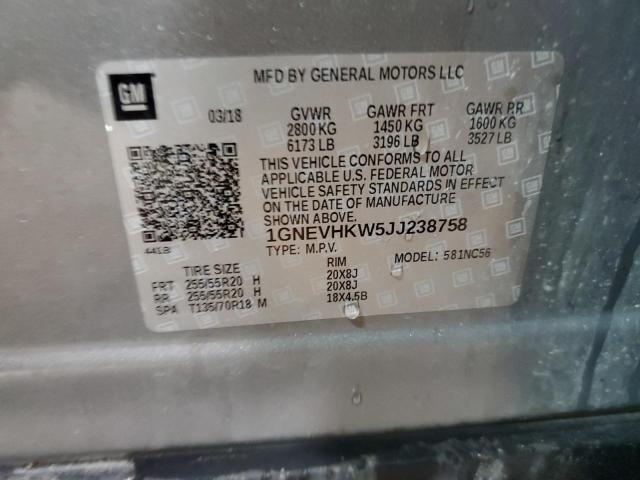 GM
MFD BY GENERAL MOTORS LLC
03/18 GVWR GAWR FRT GAWR RR
2800 KG 1450 KG 1600 KG
6173 LB 3196 LB 3527 LB
THIS VEHICLE CONFORMS TO ALL
APPLICABLE U.S. FEDERAL MOTOR
VEHICLE SAFETY STANDARDS IN EFFECT
ON THE DATE OF MANUFACTURE
SHOWN ABOVE.
1GNEVHKW5JJ238758
TYPE: M.P.V. MODEL: 581NC56
TIRE SIZE RIM
FRT 255/55R20 H 20X8J
RR 255/55R20 H 20X8J
SPA T135/70R18 M 18X4.5B